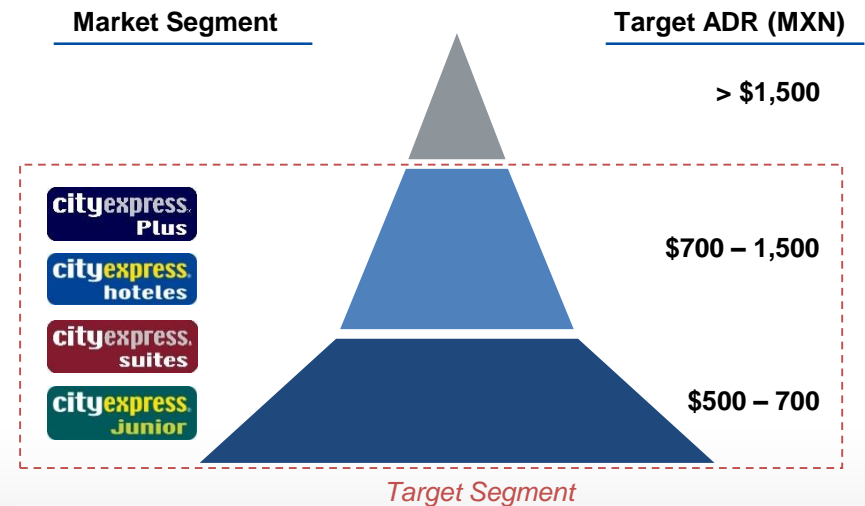 Market Segment
Target ADR (MXN)
> $1,500
cityexpress.
Plus
cityexpress.
hoteles
$700 – 1,500
cityexpress.
suites
cityexpress.
junior
$500 – 700
Target Segment